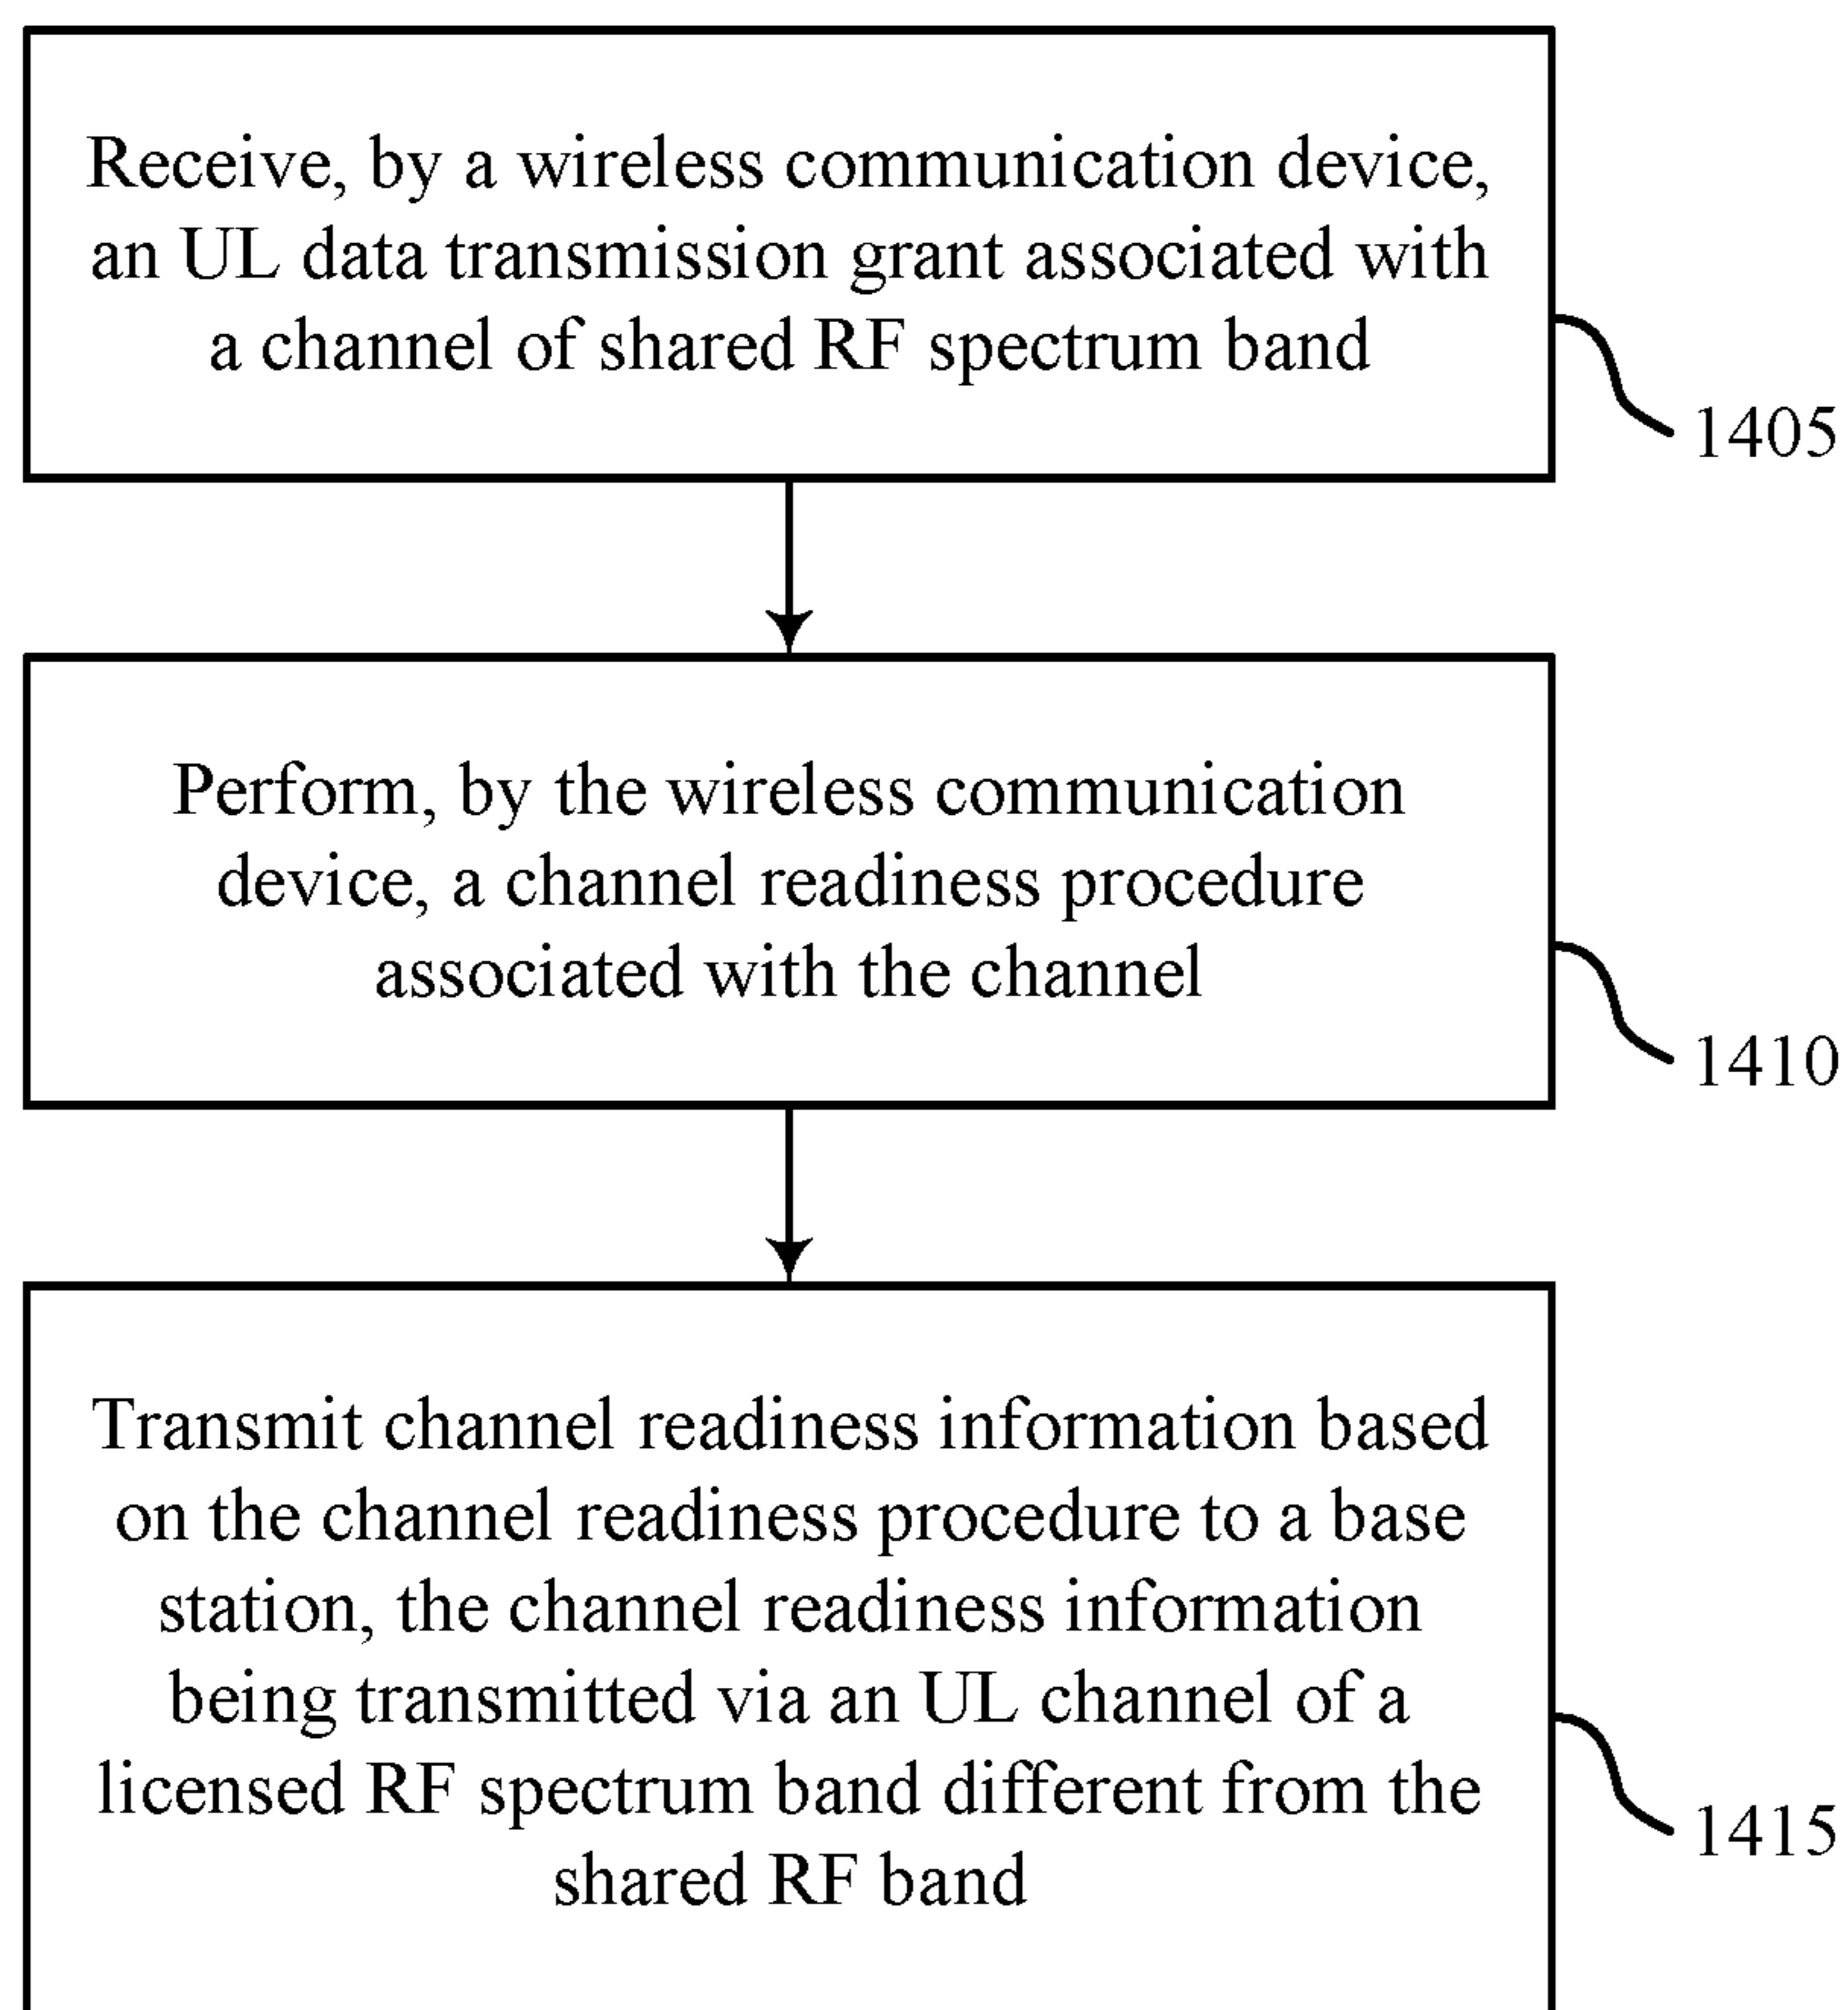 Receive, by a wireless communication device,
an UL data transmission grant associated with
a channel of shared RF spectrum band
1405
Perform, by the wireless communication
device, a channel readiness procedure
associated with the channel
1410
Transmit channel readiness information based
on the channel readiness procedure to a base
station, the channel readiness information
being transmitted via an UL channel of a
licensed RF spectrum band different from the
shared RF band
1415